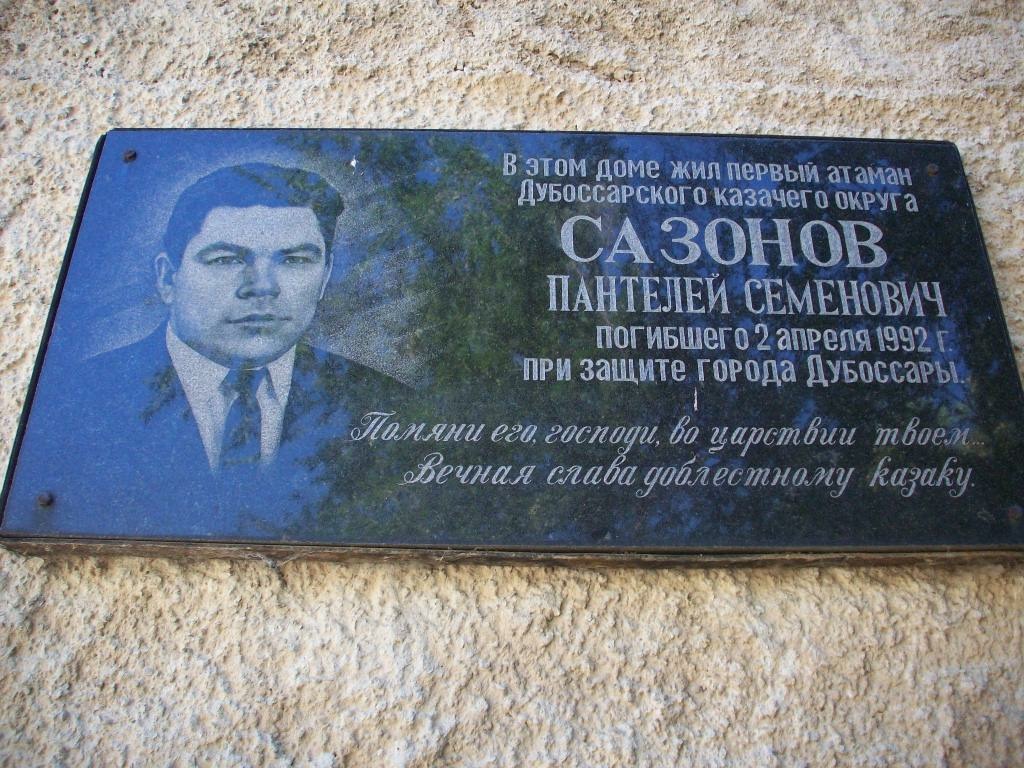 В этом доме жил первый атаман
Дубоссарского казачего округа
САЗОНОВ
ПАНТЕЛЕЙ СЕМЕНОВИЧ
погибшего 2 апреля 1992 г.
при защите города Дубоссары.
Помяни его, господи, во царствии твоем...
Вечная слава доблестному казаку.